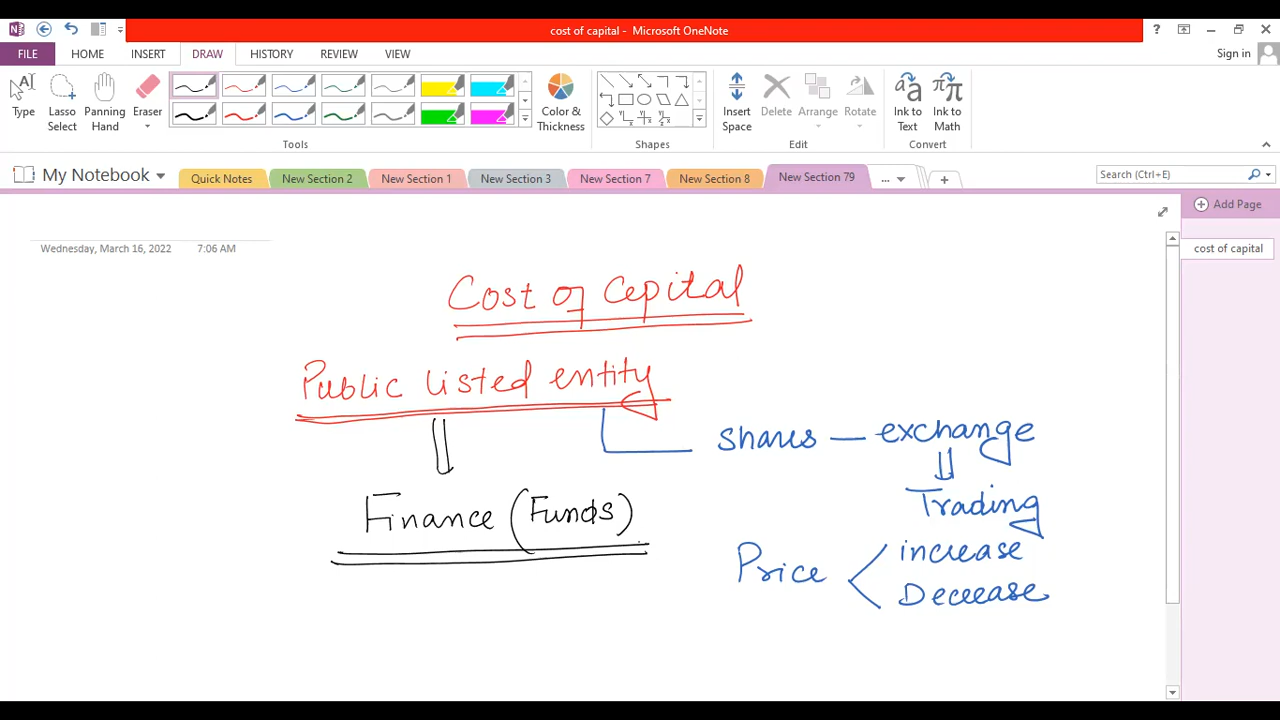 cost of capital - Microsoft OneNote
FILE HOME INSERT DRAW HISTORY REVIEW VIEW
Sign in
Type
Lasso Select
Panning Hand
Eraser
Color & Thickness
Insert Space
Delete
Arrange
Rotate
Ink to Text
Ink to Math
Tools
Shapes
Edit
Convert
My Notebook
Quick Notes
New Section 2
New Section 1
New Section 3
New Section 7
New Section 8
New Section 79
...
Search (Ctrl+E)
Add Page
cost of capital
Wednesday, March 16, 2022 7:06 AM
Cost of Cepital
Public listed entity
shares — exchange
Trading
Finance (Funds)
Price
increase
Deceease